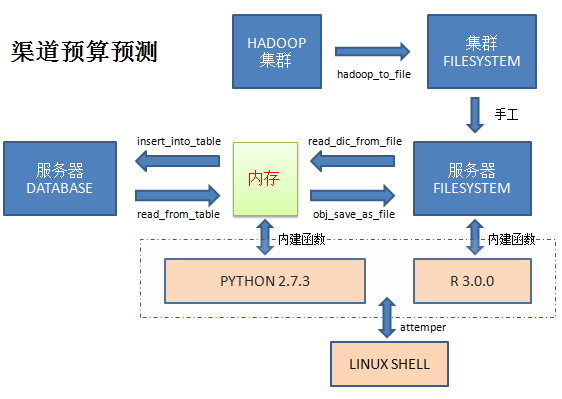 渠道预算预测
HADOOP
集群
hadoop_to_file
集群
FILESYSTEM
手工
服务器
DATABASE
insert_into_table
read_from_table
内存
read_dic_from_file
obj_save_as_file
服务器
FILESYSTEM
内建函数
内建函数
PYTHON 2.7.3
R 3.0.0
attemper
LINUX SHELL